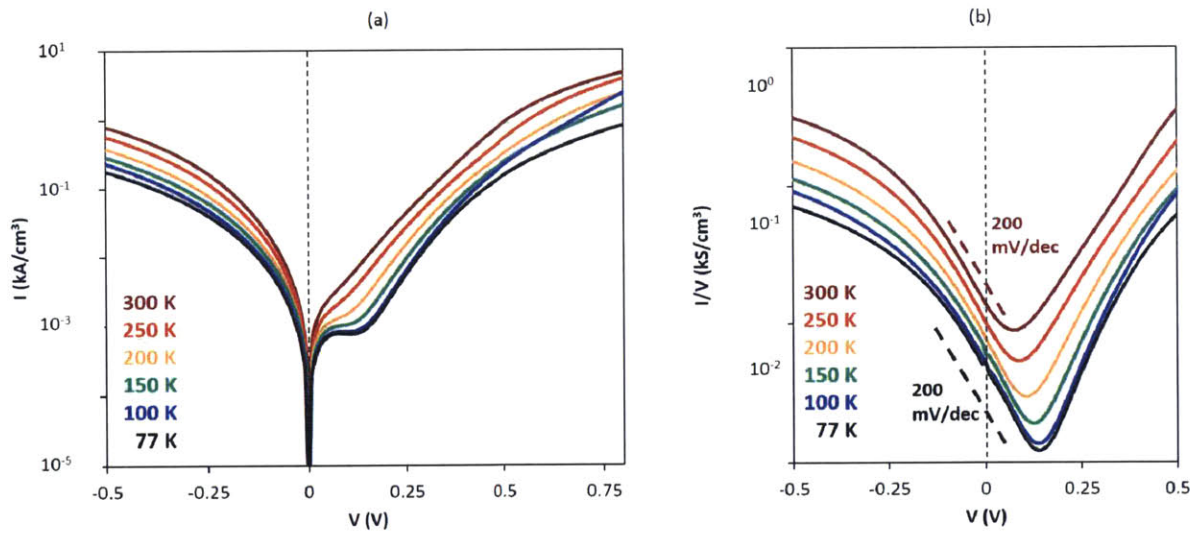 (a)
I (kA/cm³)
10¹
10⁻¹
10⁻³
10⁻⁵
300 K
250 K
200 K
150 K
100 K
77 K
-0.5
-0.25
0
0.25
0.5
0.75
V (V)
(b)
I/V (kS/cm³)
10⁰
10⁻¹
10⁻²
200
mV/dec
300 K
250 K
200 K
150 K
100 K
77 K
200
mV/dec
-0.5
-0.25
0
0.25
0.5
V (V)